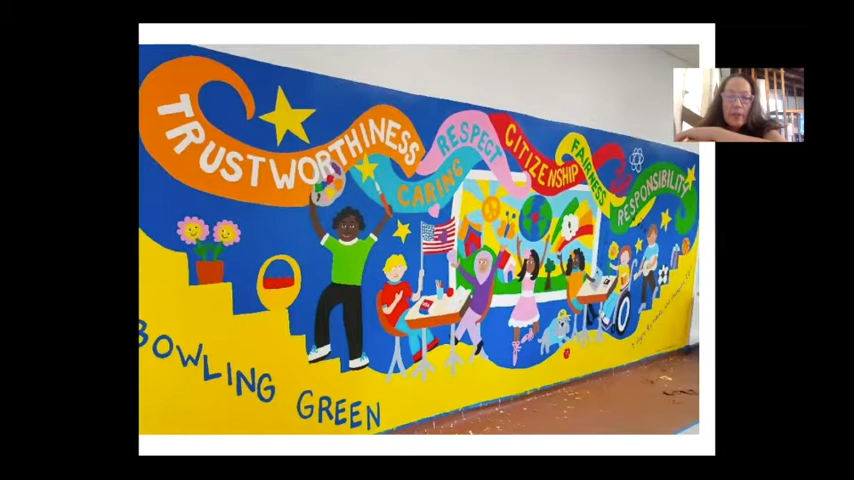 TRUSTWORTHINESS
CARING
RESPECT
CITIZENSHIP
FAIRNESS
RESPONSIBILITY
BOWLING GREEN